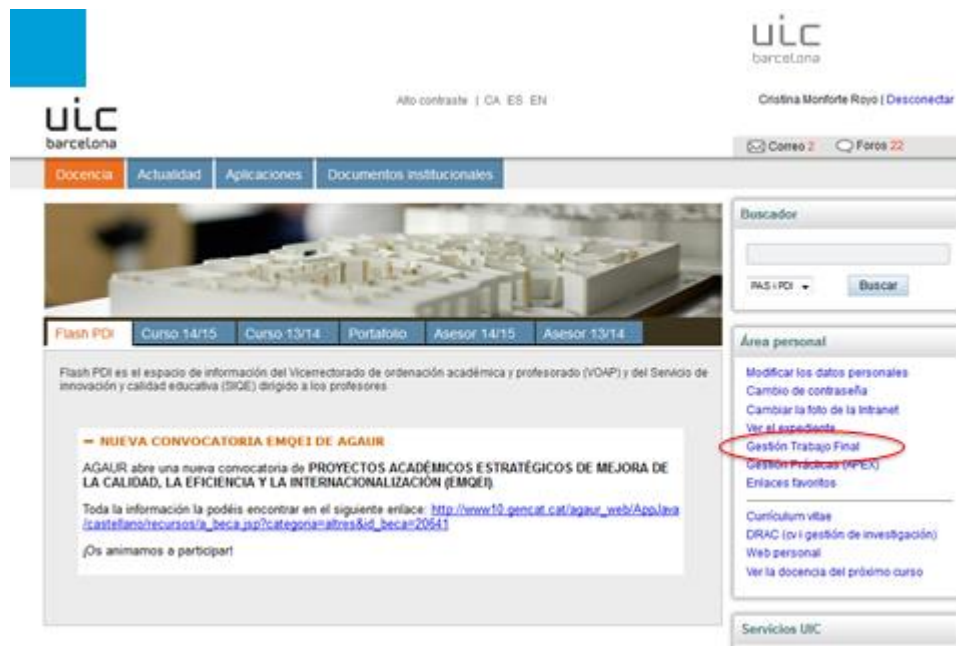 uic
barcelona
uic
barcelona
Alto contraste | CA ES EN
Cristina Monforte Royo | Desconectar
Correo 2 Foros 22
Docencia Actualidad Aplicaciones Documentos institucionales
Flash PDI Curso 14/15 Curso 13/14 Portafolio Asesor 14/15 Asesor 13/14
Flash PDI es el espacio de información del Vicerrectorado de ordenación académica y profesorado (VOAP) y del Servicio de
innovación y calidad educativa (SIQE) dirigido a los profesores
NUEVA CONVOCATORIA EMQEI DE AGAUR
AGAUR abre una nueva convocatoria de PROYECTOS ACADÉMICOS ESTRATÉGICOS DE MEJORA DE
LA CALIDAD, LA EFICIENCIA Y LA INTERNACIONALIZACIÓN (EMQEI).
Toda la información la podéis encontrar en el siguiente enlace: http://www10.gencat.cat/agaur_web/AppJava
/castellano/recursos/a_beca.jsp?categoria=altres&id_beca=20641
¡Os animamos a participar!
Buscador
PAS i PDI Buscar
Área personal
Modificar los datos personales
Cambio de contraseña
Cambiar la foto de la Intranet
Ver el expediente
Gestión Trabajo Final
Gestión Prácticas (APEX)
Enlaces favoritos
Currículum vitae
DRAC (cv i gestión de investigación)
Web personal
Ver la docencia del próximo curso
Servicios UIC